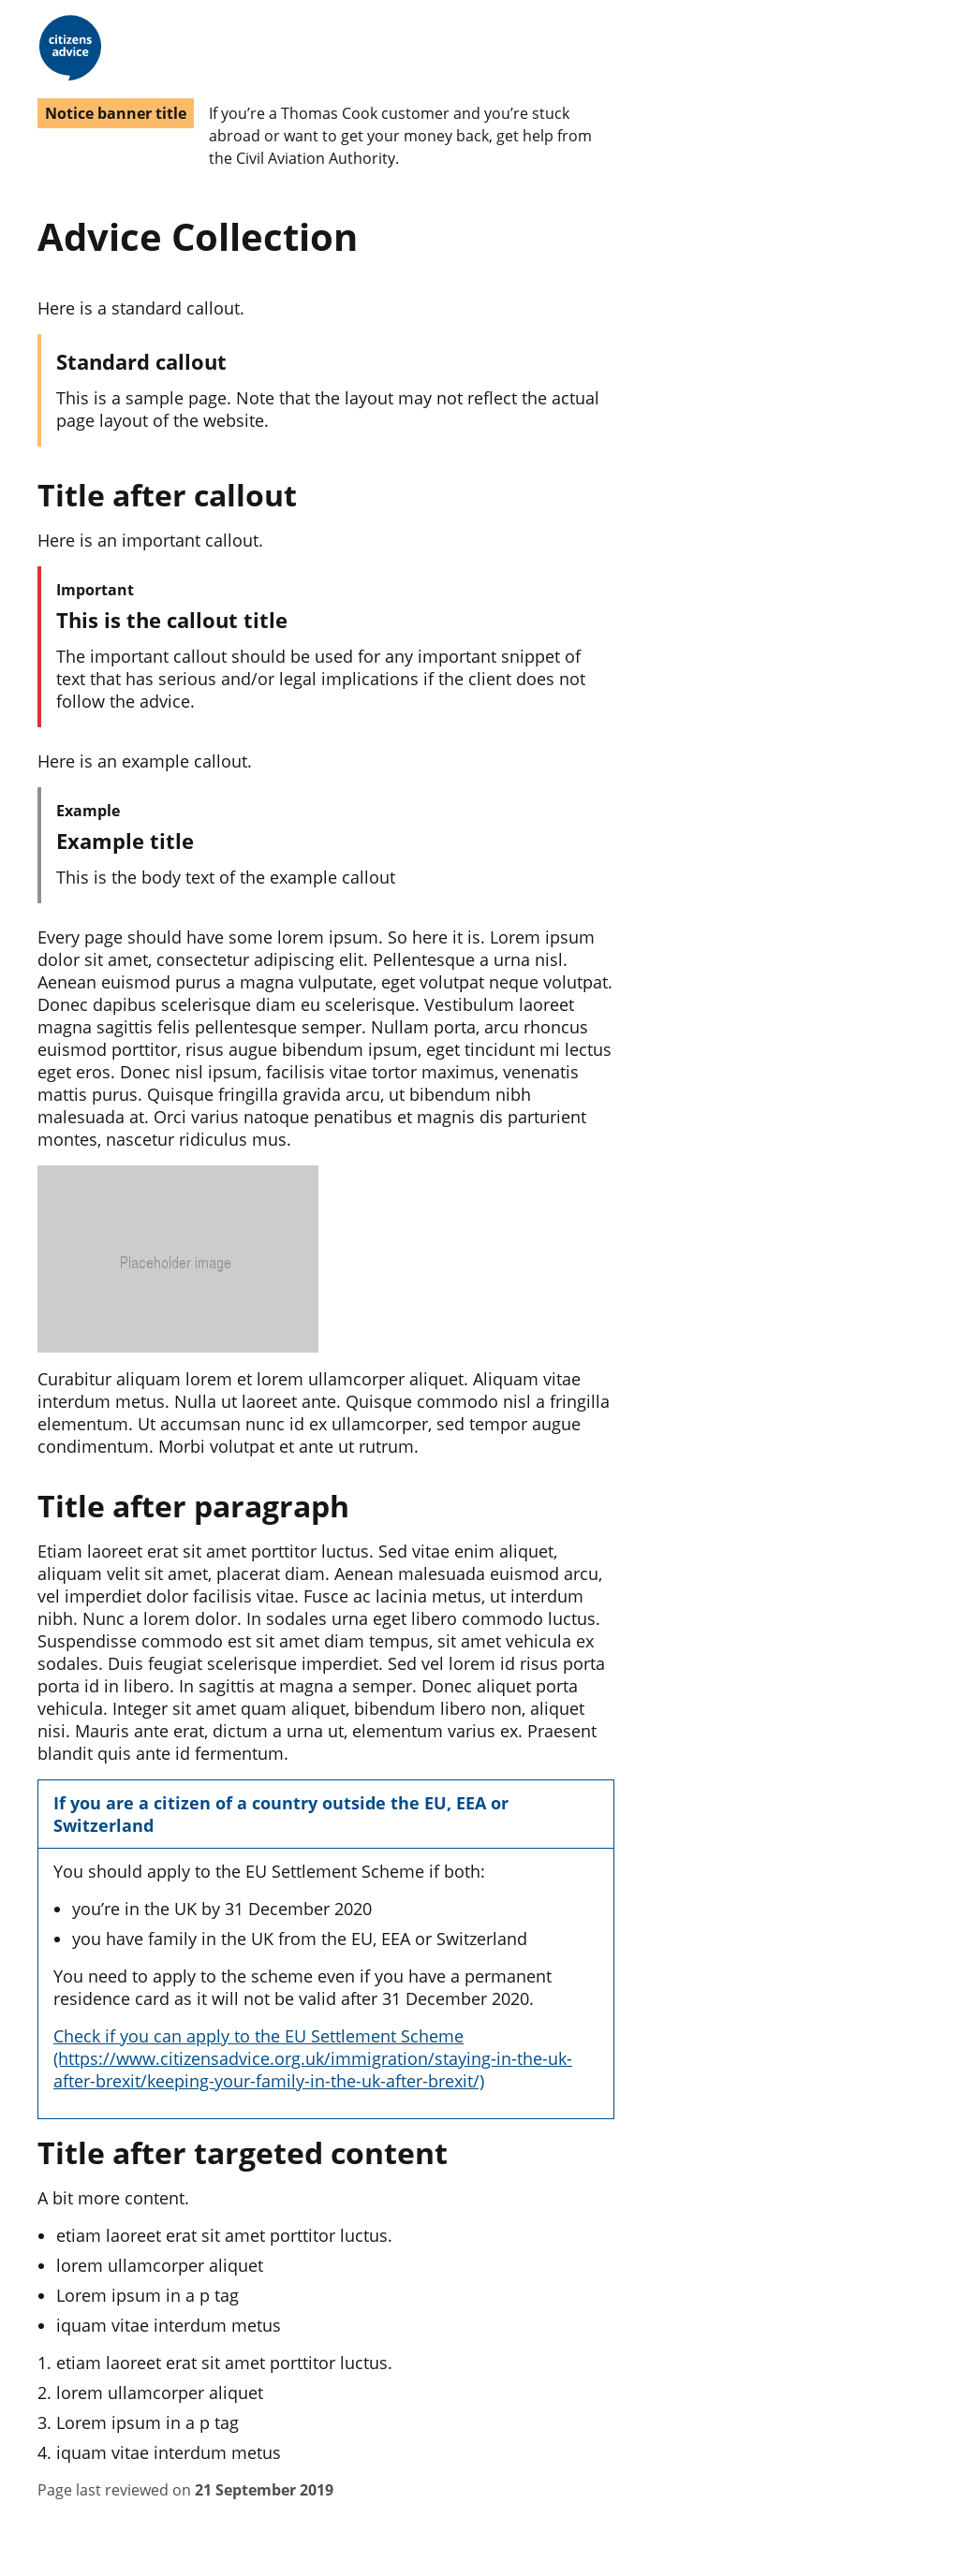 citizens
advice
Notice banner title
If you’re a Thomas Cook customer and you’re stuck
abroad or want to get your money back, get help from
the Civil Aviation Authority.
Advice Collection
Here is a standard callout.
Standard callout
This is a sample page. Note that the layout may not reflect the actual
page layout of the website.
Title after callout
Here is an important callout.
Important
This is the callout title
The important callout should be used for any important snippet of
text that has serious and/or legal implications if the client does not
follow the advice.
Here is an example callout.
Example
Example title
This is the body text of the example callout
Every page should have some lorem ipsum. So here it is. Lorem ipsum
dolor sit amet, consectetur adipiscing elit. Pellentesque a urna nisl.
Aenean euismod purus a magna vulputate, eget volutpat neque volutpat.
Donec dapibus scelerisque diam eu scelerisque. Vestibulum laoreet
magna sagittis felis pellentesque semper. Nullam porta, arcu rhoncus
euismod porttitor, risus augue bibendum ipsum, eget tincidunt mi lectus
eget eros. Donec nisl ipsum, facilisis vitae tortor maximus, venenatis
mattis purus. Quisque fringilla gravida arcu, ut bibendum nibh
malesuada at. Orci varius natoque penatibus et magnis dis parturient
montes, nascetur ridiculus mus.
Placeholder image
Curabitur aliquam lorem et lorem ullamcorper aliquet. Aliquam vitae
interdum metus. Nulla ut laoreet ante. Quisque commodo nisl a fringilla
elementum. Ut accumsan nunc id ex ullamcorper, sed tempor augue
condimentum. Morbi volutpat et ante ut rutrum.
Title after paragraph
Etiam laoreet erat sit amet porttitor luctus. Sed vitae enim aliquet,
aliquam velit sit amet, placerat diam. Aenean malesuada euismod arcu,
vel imperdiet dolor facilisis vitae. Fusce ac lacinia metus, ut interdum
nibh. Nunc a lorem dolor. In sodales urna eget libero commodo luctus.
Suspendisse commodo est sit amet diam tempus, sit amet vehicula ex
sodales. Duis feugiat scelerisque imperdiet. Sed vel lorem id risus porta
porta id in libero. In sagittis at magna a semper. Donec aliquet porta
vehicula. Integer sit amet quam aliquet, bibendum libero non, aliquet
nisi. Mauris ante erat, dictum a urna ut, elementum varius ex. Praesent
blandit quis ante id fermentum.
If you are a citizen of a country outside the EU, EEA or
Switzerland
You should apply to the EU Settlement Scheme if both:
• you’re in the UK by 31 December 2020
• you have family in the UK from the EU, EEA or Switzerland
You need to apply to the scheme even if you have a permanent
residence card as it will not be valid after 31 December 2020.
Check if you can apply to the EU Settlement Scheme
(https://www.citizensadvice.org.uk/immigration/staying-in-the-uk-
after-brexit/keeping-your-family-in-the-uk-after-brexit/)
Title after targeted content
A bit more content.
• etiam laoreet erat sit amet porttitor luctus.
• lorem ullamcorper aliquet
• Lorem ipsum in a p tag
• iquam vitae interdum metus
1. etiam laoreet erat sit amet porttitor luctus.
2. lorem ullamcorper aliquet
3. Lorem ipsum in a p tag
4. iquam vitae interdum metus
Page last reviewed on 21 September 2019